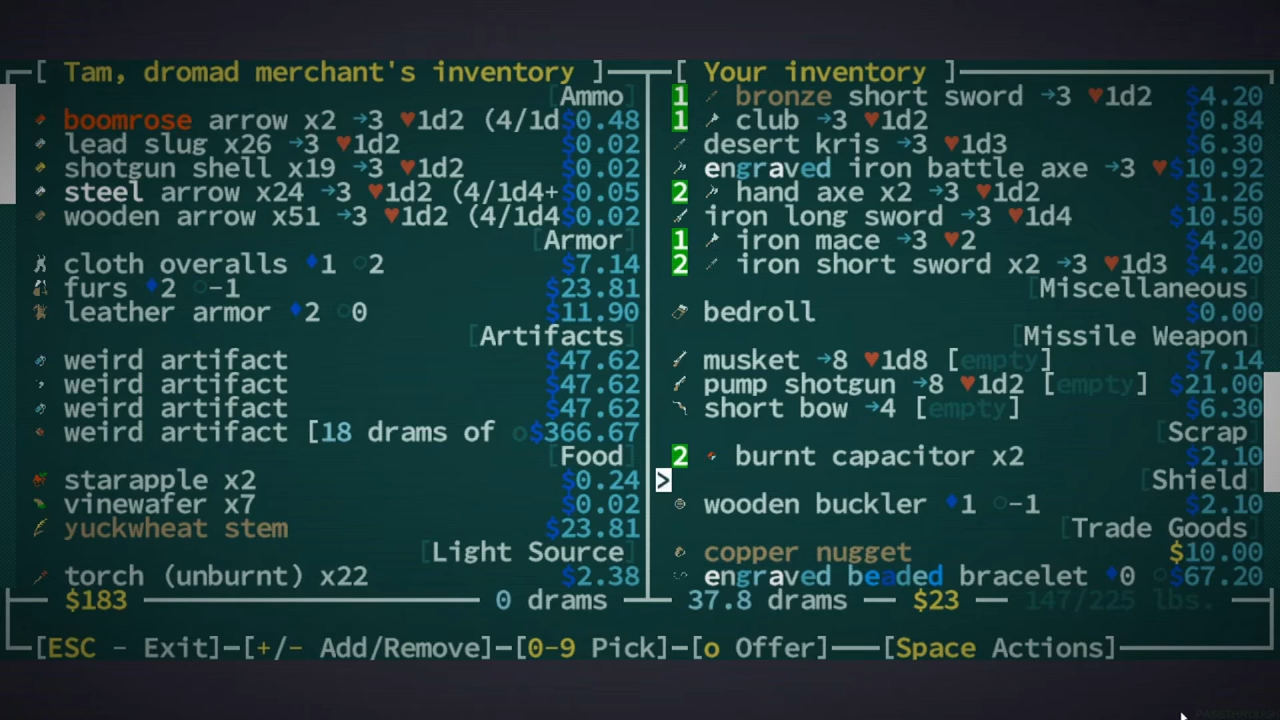 [ Tam, dromad merchant's inventory ]
[Ammo]
boomrose arrow x2 →3 ♥1d2 (4/1d $0.48
lead slug x26 →3 ♥1d2 $0.02
shotgun shell x19 →3 ♥1d2 $0.02
steel arrow x24 →3 ♥1d2 (4/1d4+ $0.05
wooden arrow x51 →3 ♥1d2 (4/1d4 $0.02
[Armor]
cloth overalls ♦1 ○2 $7.14
furs ♦2 ○-1 $23.81
leather armor ♦2 ○0 $11.90
[Artifacts]
weird artifact $47.62
weird artifact $47.62
weird artifact $47.62
weird artifact [18 drams of $366.67
[Food]
starapple x2 $0.24
vinewafer x7 $0.02
yuckwheat stem $23.81
[Light Source]
torch (unburnt) x22 $2.38
$183 0 drams
[ Your inventory ]
1 bronze short sword →3 ♥1d2 $4.20
1 club →3 ♥1d2 $0.84
desert kris →3 ♥1d3 $6.30
engraved iron battle axe →3 ♥ $10.92
2 hand axe x2 →3 ♥1d2 $1.26
iron long sword →3 ♥1d4 $10.50
1 iron mace →3 ♥2 $4.20
2 iron short sword x2 →3 ♥1d3 $4.20
[Miscellaneous]
bedroll $0.00
[Missile Weapon]
musket →8 ♥1d8 [empty] $7.14
pump shotgun →8 ♥1d2 [empty] $21.00
short bow →4 [empty] $6.30
[Scrap]
2 burnt capacitor x2 $2.10
> [Shield]
wooden buckler ♦1 ○-1 $2.10
[Trade Goods]
copper nugget $10.00
engraved beaded bracelet ♦0 ○ $67.20
37.8 drams — $23 — 147/225 lbs.
[ESC - Exit]-[+/- Add/Remove]-[0-9 Pick]-[o Offer]-[Space Actions]